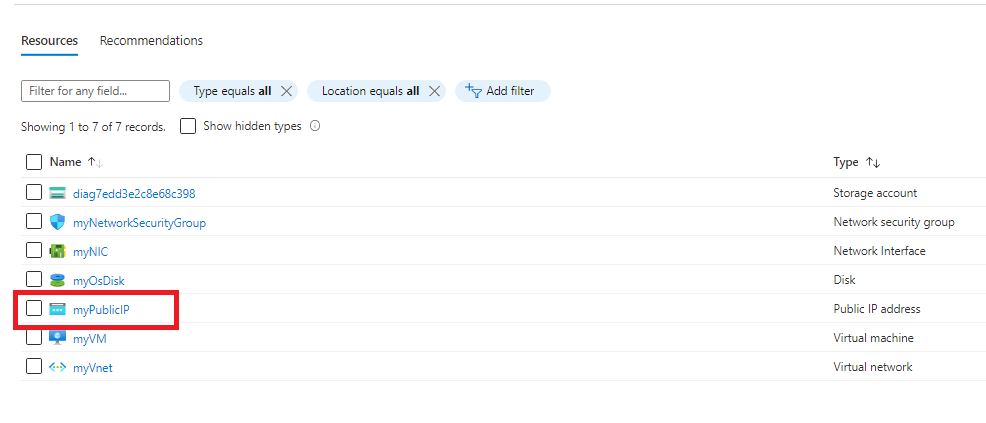 Resources Recommendations
Filter for any field... Type equals all Location equals all Add filter
Showing 1 to 7 of 7 records. Show hidden types
Name Type
diag7edd3e2c8e68c398 Storage account
myNetworkSecurityGroup Network security group
myNIC Network Interface
myOsDisk Disk
myPublicIP Public IP address
myVM Virtual machine
myVnet Virtual network